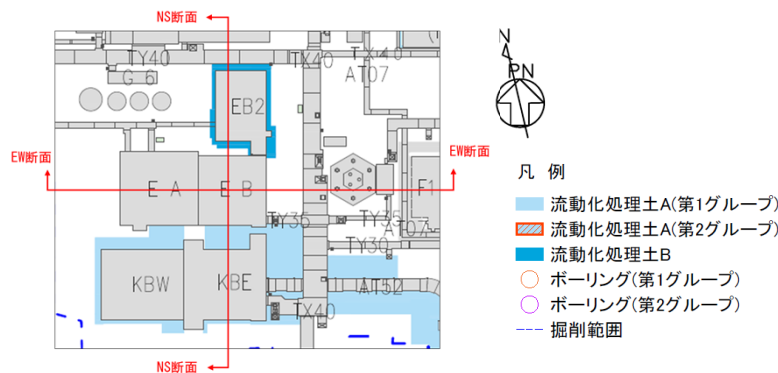 NS断面
TY40
TX40
TX40
G 6
AT07
EB2
N
PN
EW断面
EW断面
E A
E B
F1
TY35
TY35
AT07
TY30
KBW
KBE
AT52
TX40
NS断面
凡 例
流動化処理土A(第1グループ)
流動化処理土A(第2グループ)
流動化処理土B
ボーリング(第1グループ)
ボーリング(第2グループ)
掘削範囲